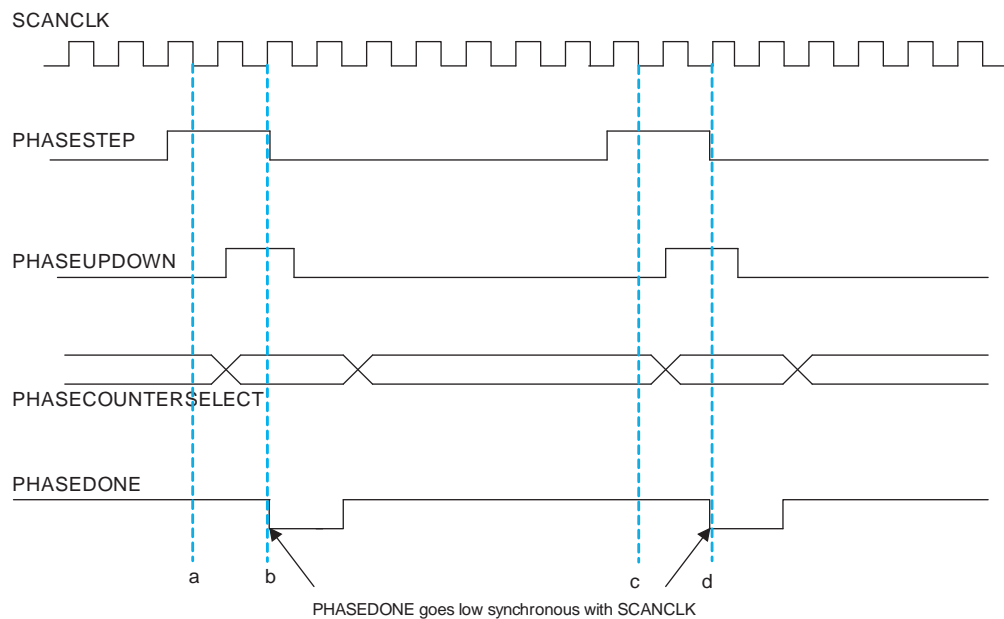 SCANCLK
PHASESTEP
PHASEUPDOWN
PHASECOUNTERSELECT
PHASEDONE
a b c d
PHASEDONE goes low synchronous with SCANCLK